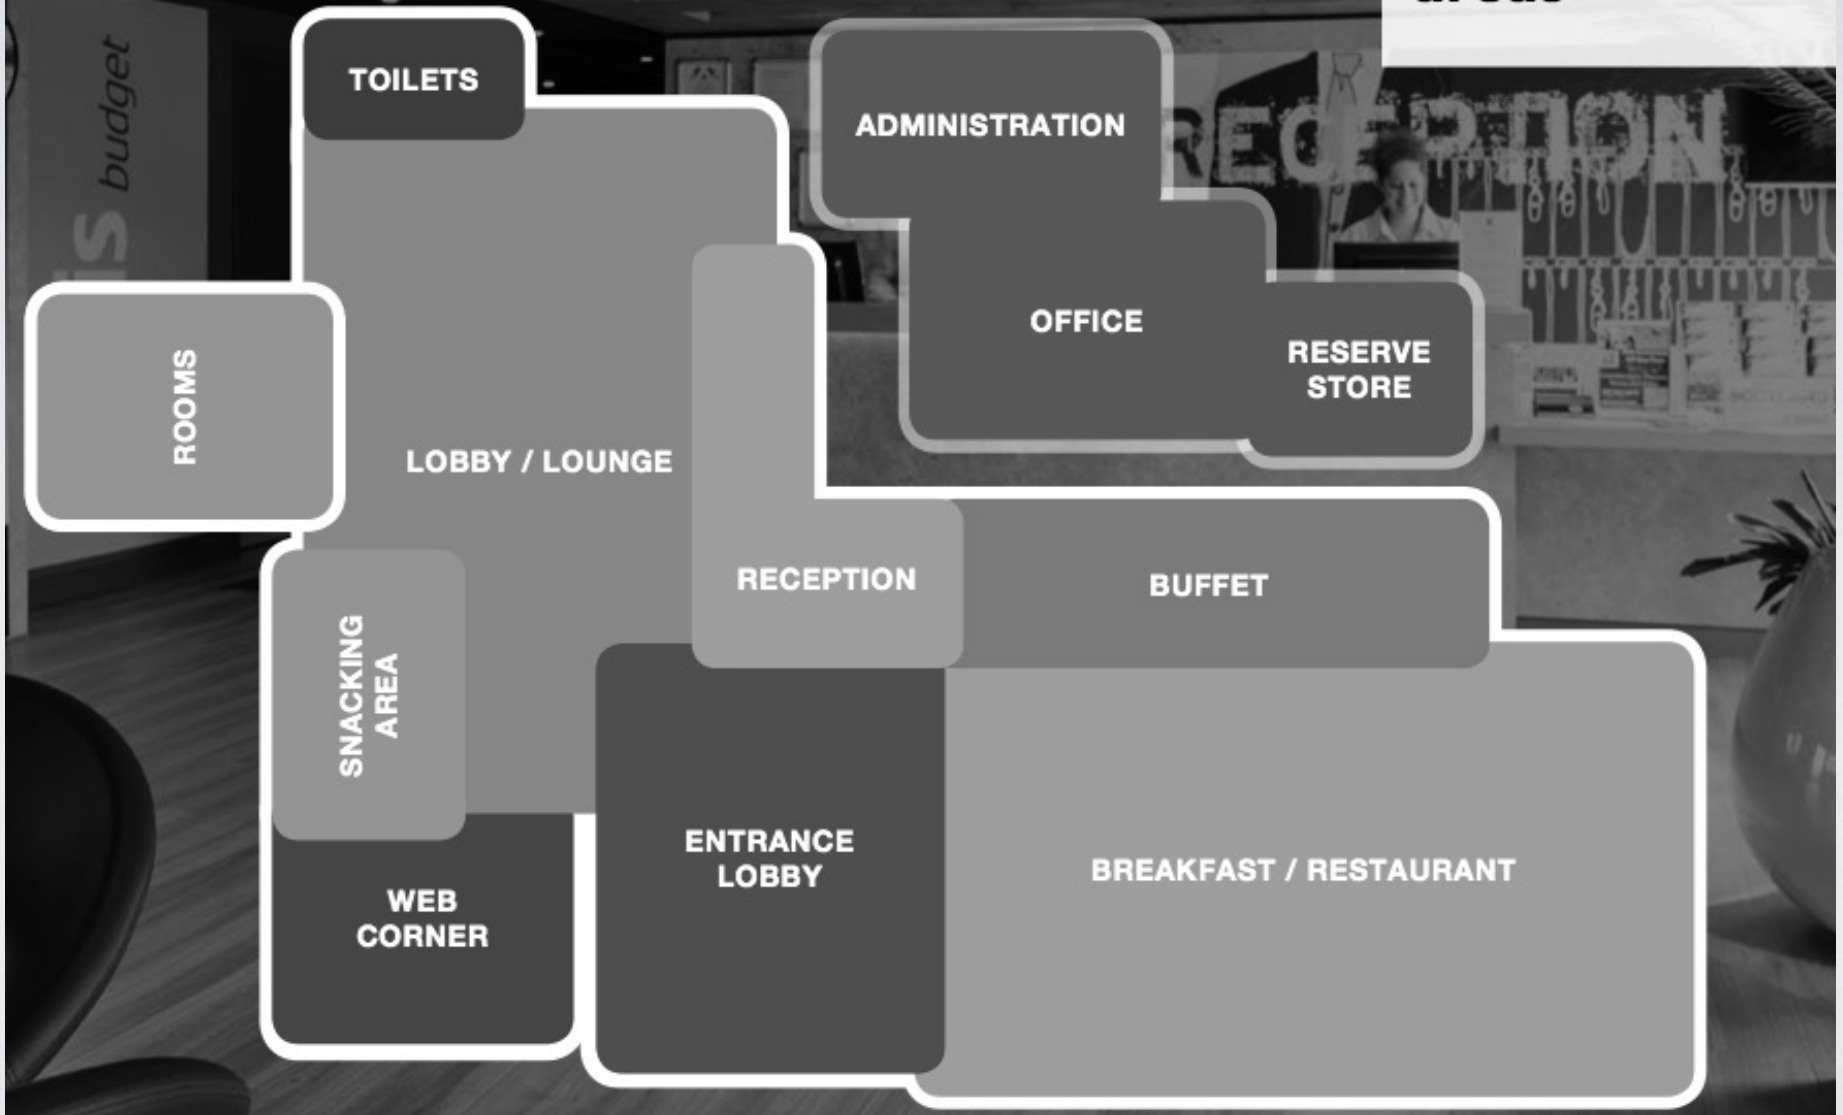 budget
TOILETS
ADMINISTRATION
RECEPTION
OFFICE
RESERVE
STORE
ROOMS
LOBBY / LOUNGE
RECEPTION
BUFFET
SNACKING
AREA
ENTRANCE
LOBBY
BREAKFAST / RESTAURANT
WEB
CORNER